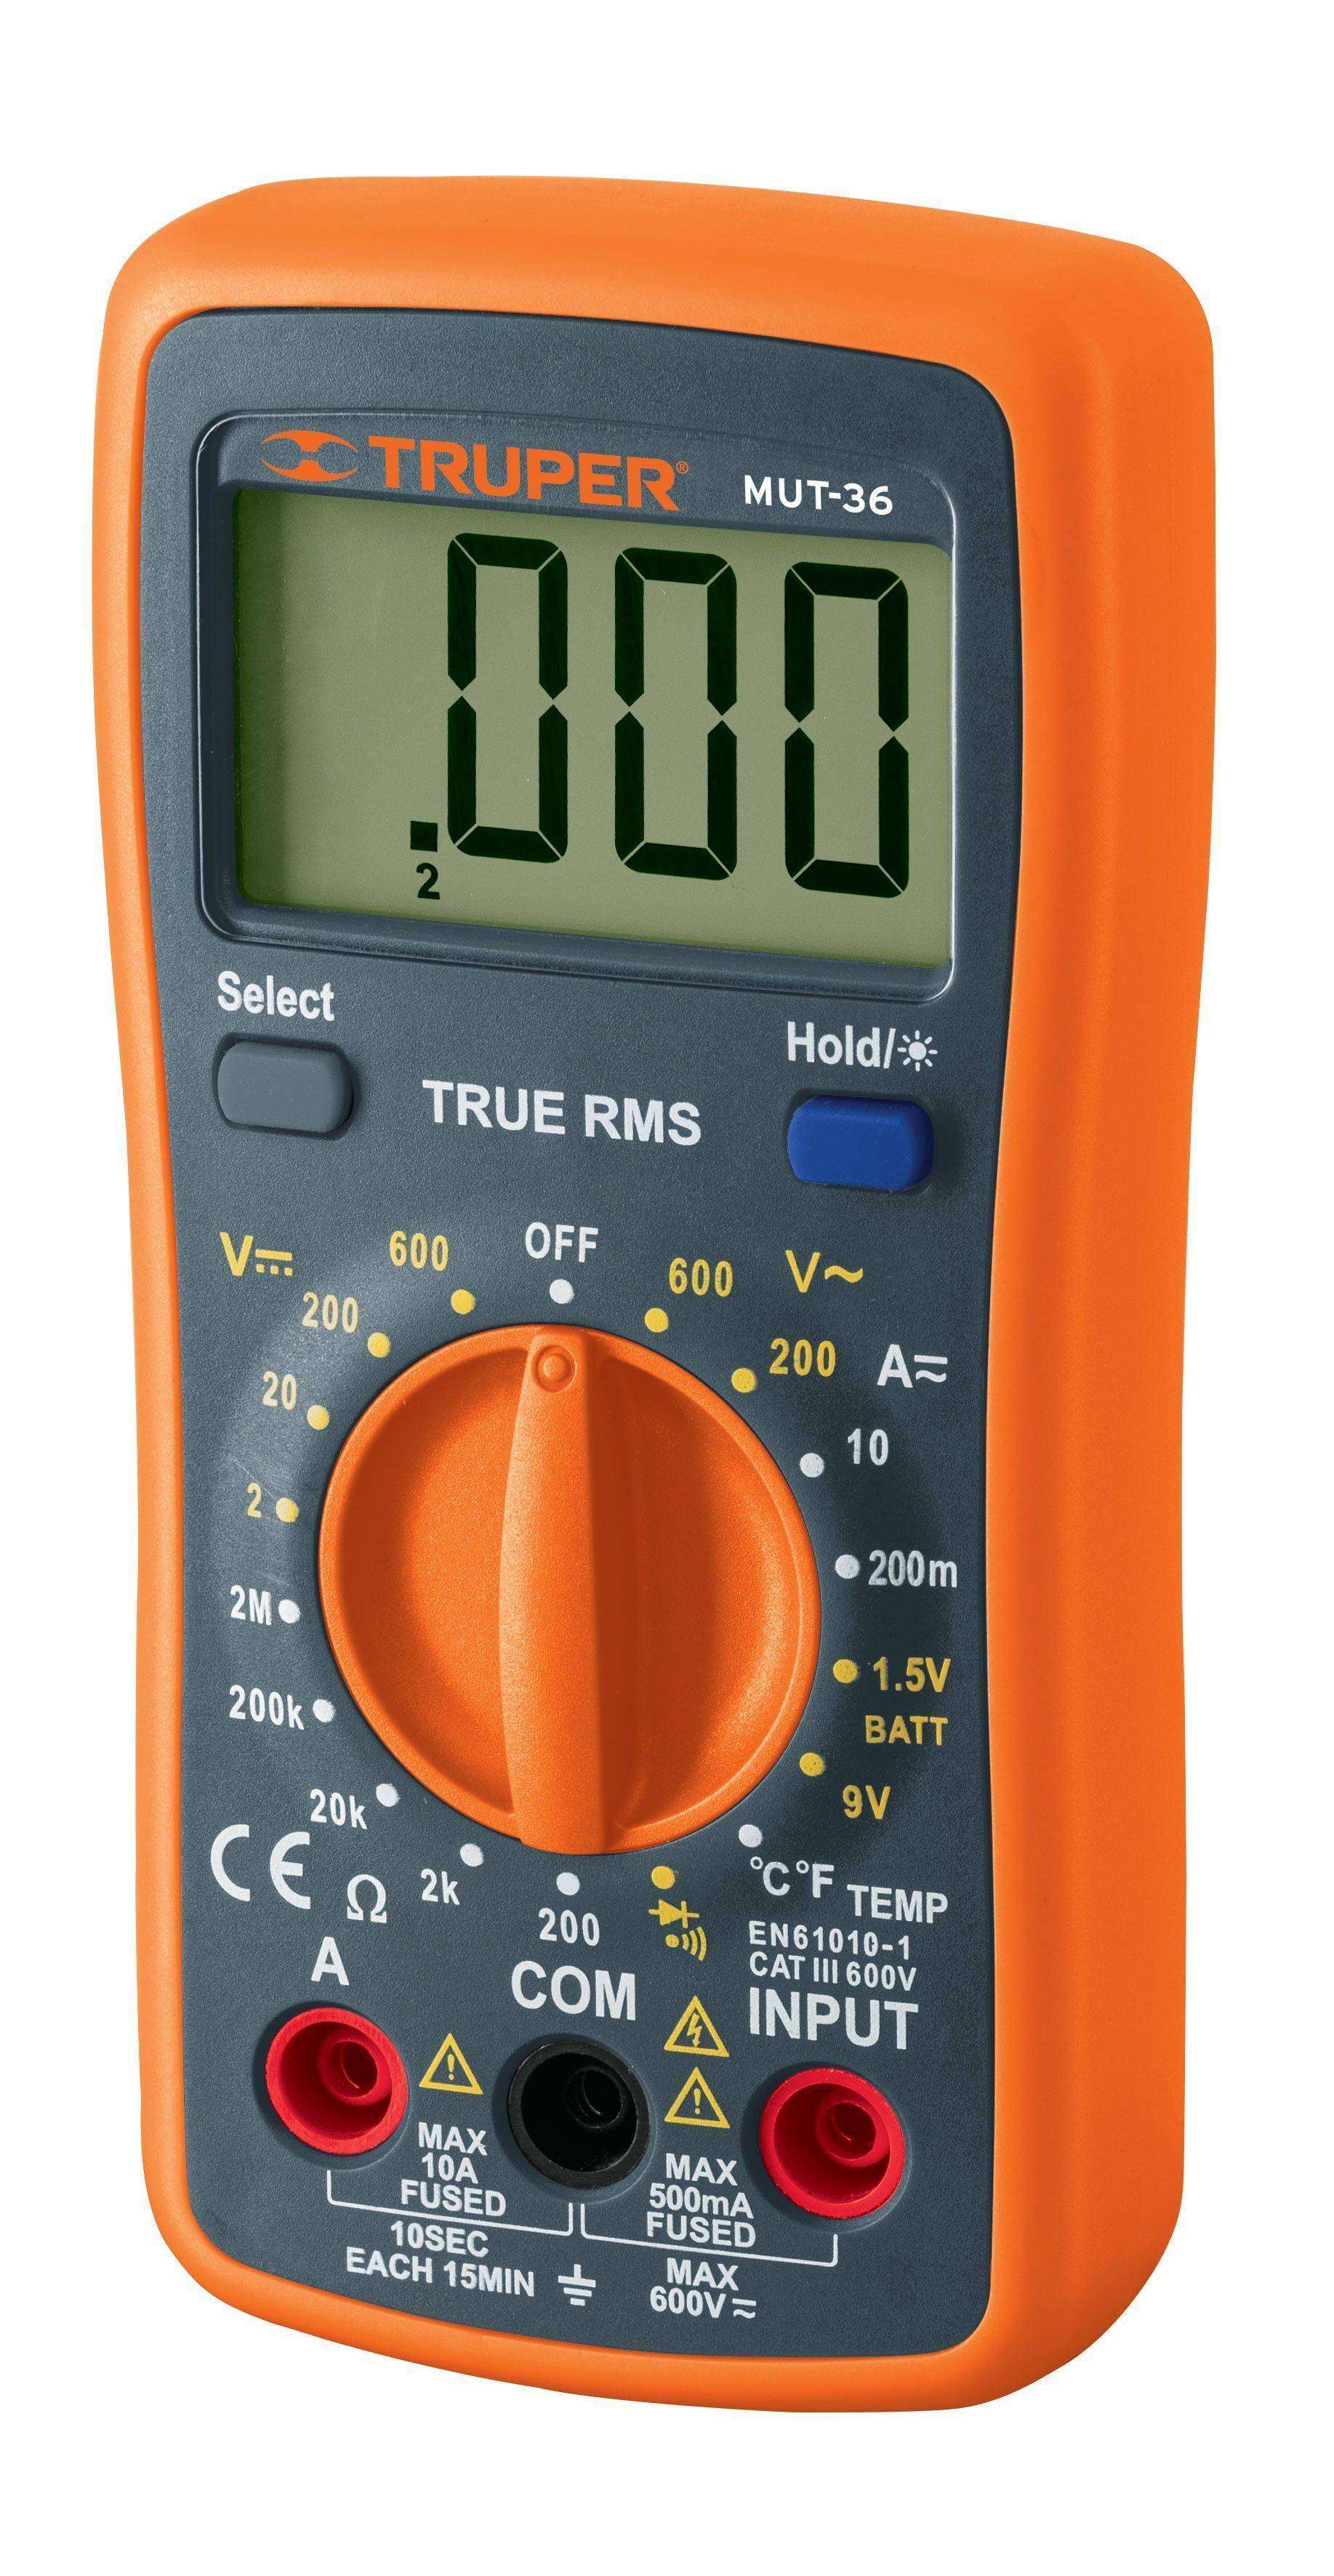 TRUPER® MUT-36
.000
2
Select
Hold/☀
TRUE RMS
OFF
V⎓ 600
600 V~
200
200 A≂
20
10
2
200m
2M
1.5V
200k
BATT
20k
9V
CE Ω 2k
200
°C°F TEMP
EN61010-1
CAT III 600V
A
COM
INPUT
MAX
10A
FUSED
MAX
500mA
FUSED
10SEC
EACH 15MIN
MAX
600V≂